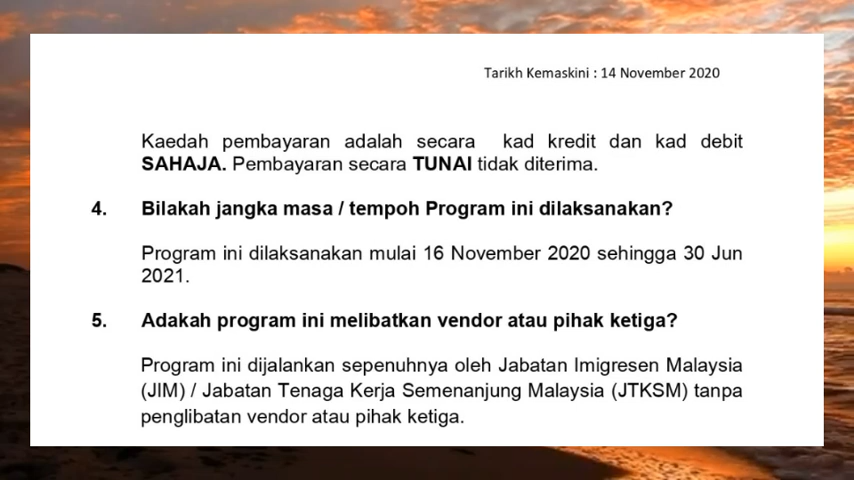 Tarikh Kemaskini : 14 November 2020
Kaedah pembayaran adalah secara kad kredit dan kad debit
SAHAJA. Pembayaran secara TUNAI tidak diterima.
4. Bilakah jangka masa / tempoh Program ini dilaksanakan?
Program ini dilaksanakan mulai 16 November 2020 sehingga 30 Jun
2021.
5. Adakah program ini melibatkan vendor atau pihak ketiga?
Program ini dijalankan sepenuhnya oleh Jabatan Imigresen Malaysia
(JIM) / Jabatan Tenaga Kerja Semenanjung Malaysia (JTKSM) tanpa
penglibatan vendor atau pihak ketiga.